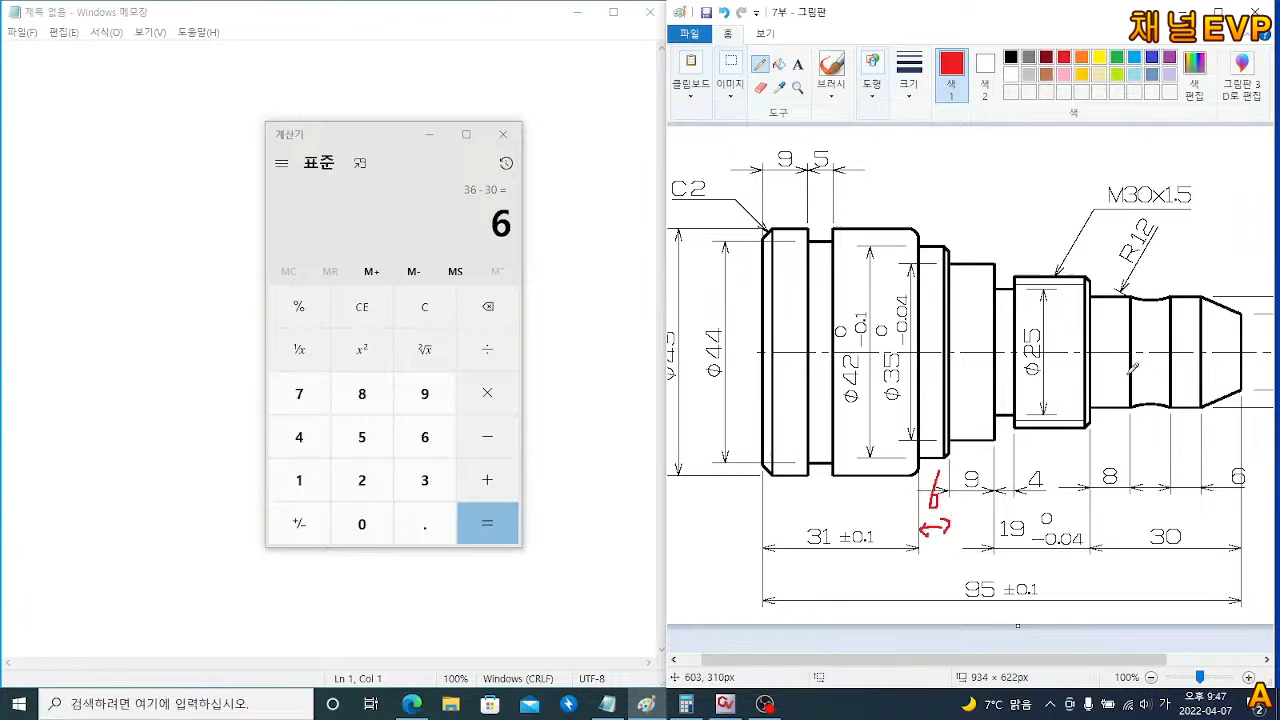 제목 없음 - Windows 메모장
파일(F) 편집(E) 서식(O) 보기(V) 도움말(H)
계산기
표준
36 - 30 =
6
MC MR M+ M- MS
% CE C
¹/x x² ²√x ÷
7 8 9 ×
4 5 6 −
1 2 3 +
+/− 0 . =
Ln 1, Col 1 100% Windows (CRLF) UTF-8
7부 - 그림판
채널EVP
파일 홈 보기
클립보드
이미지
A
도구
브러시
도형
크기
색 1
색 2
색 편집
그림판 3D로 편집
색
9 5
C2
M30x1.5
R12
ϕ44
ϕ42 0 -0.1
ϕ35 0 -0.04
ϕ25
6
9
4
8
6
31 ±0.1
19 0 -0.04
30
95 ±0.1
603, 310px
934 × 622px
100%
검색하려면 여기에 입력하십시오.
7°C 맑음
가
오후 9:47
2022-04-07
2
A